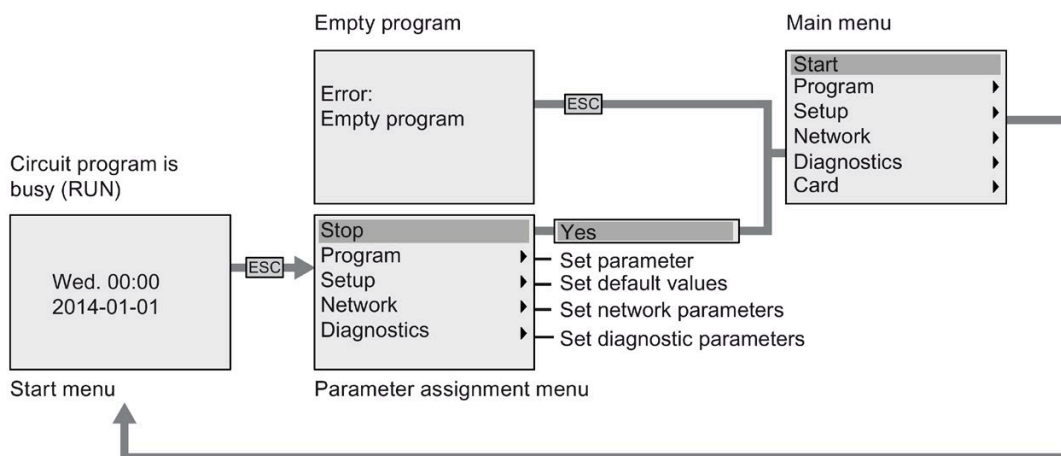 Empty program
Main menu
Error:
Empty program
ESC
Start
Program
Setup
Network
Diagnostics
Card
Circuit program is
busy (RUN)
Wed. 00:00
2014-01-01
Start menu
ESC
Stop
Program
Setup
Network
Diagnostics
Parameter assignment menu
Yes
Set parameter
Set default values
Set network parameters
Set diagnostic parameters